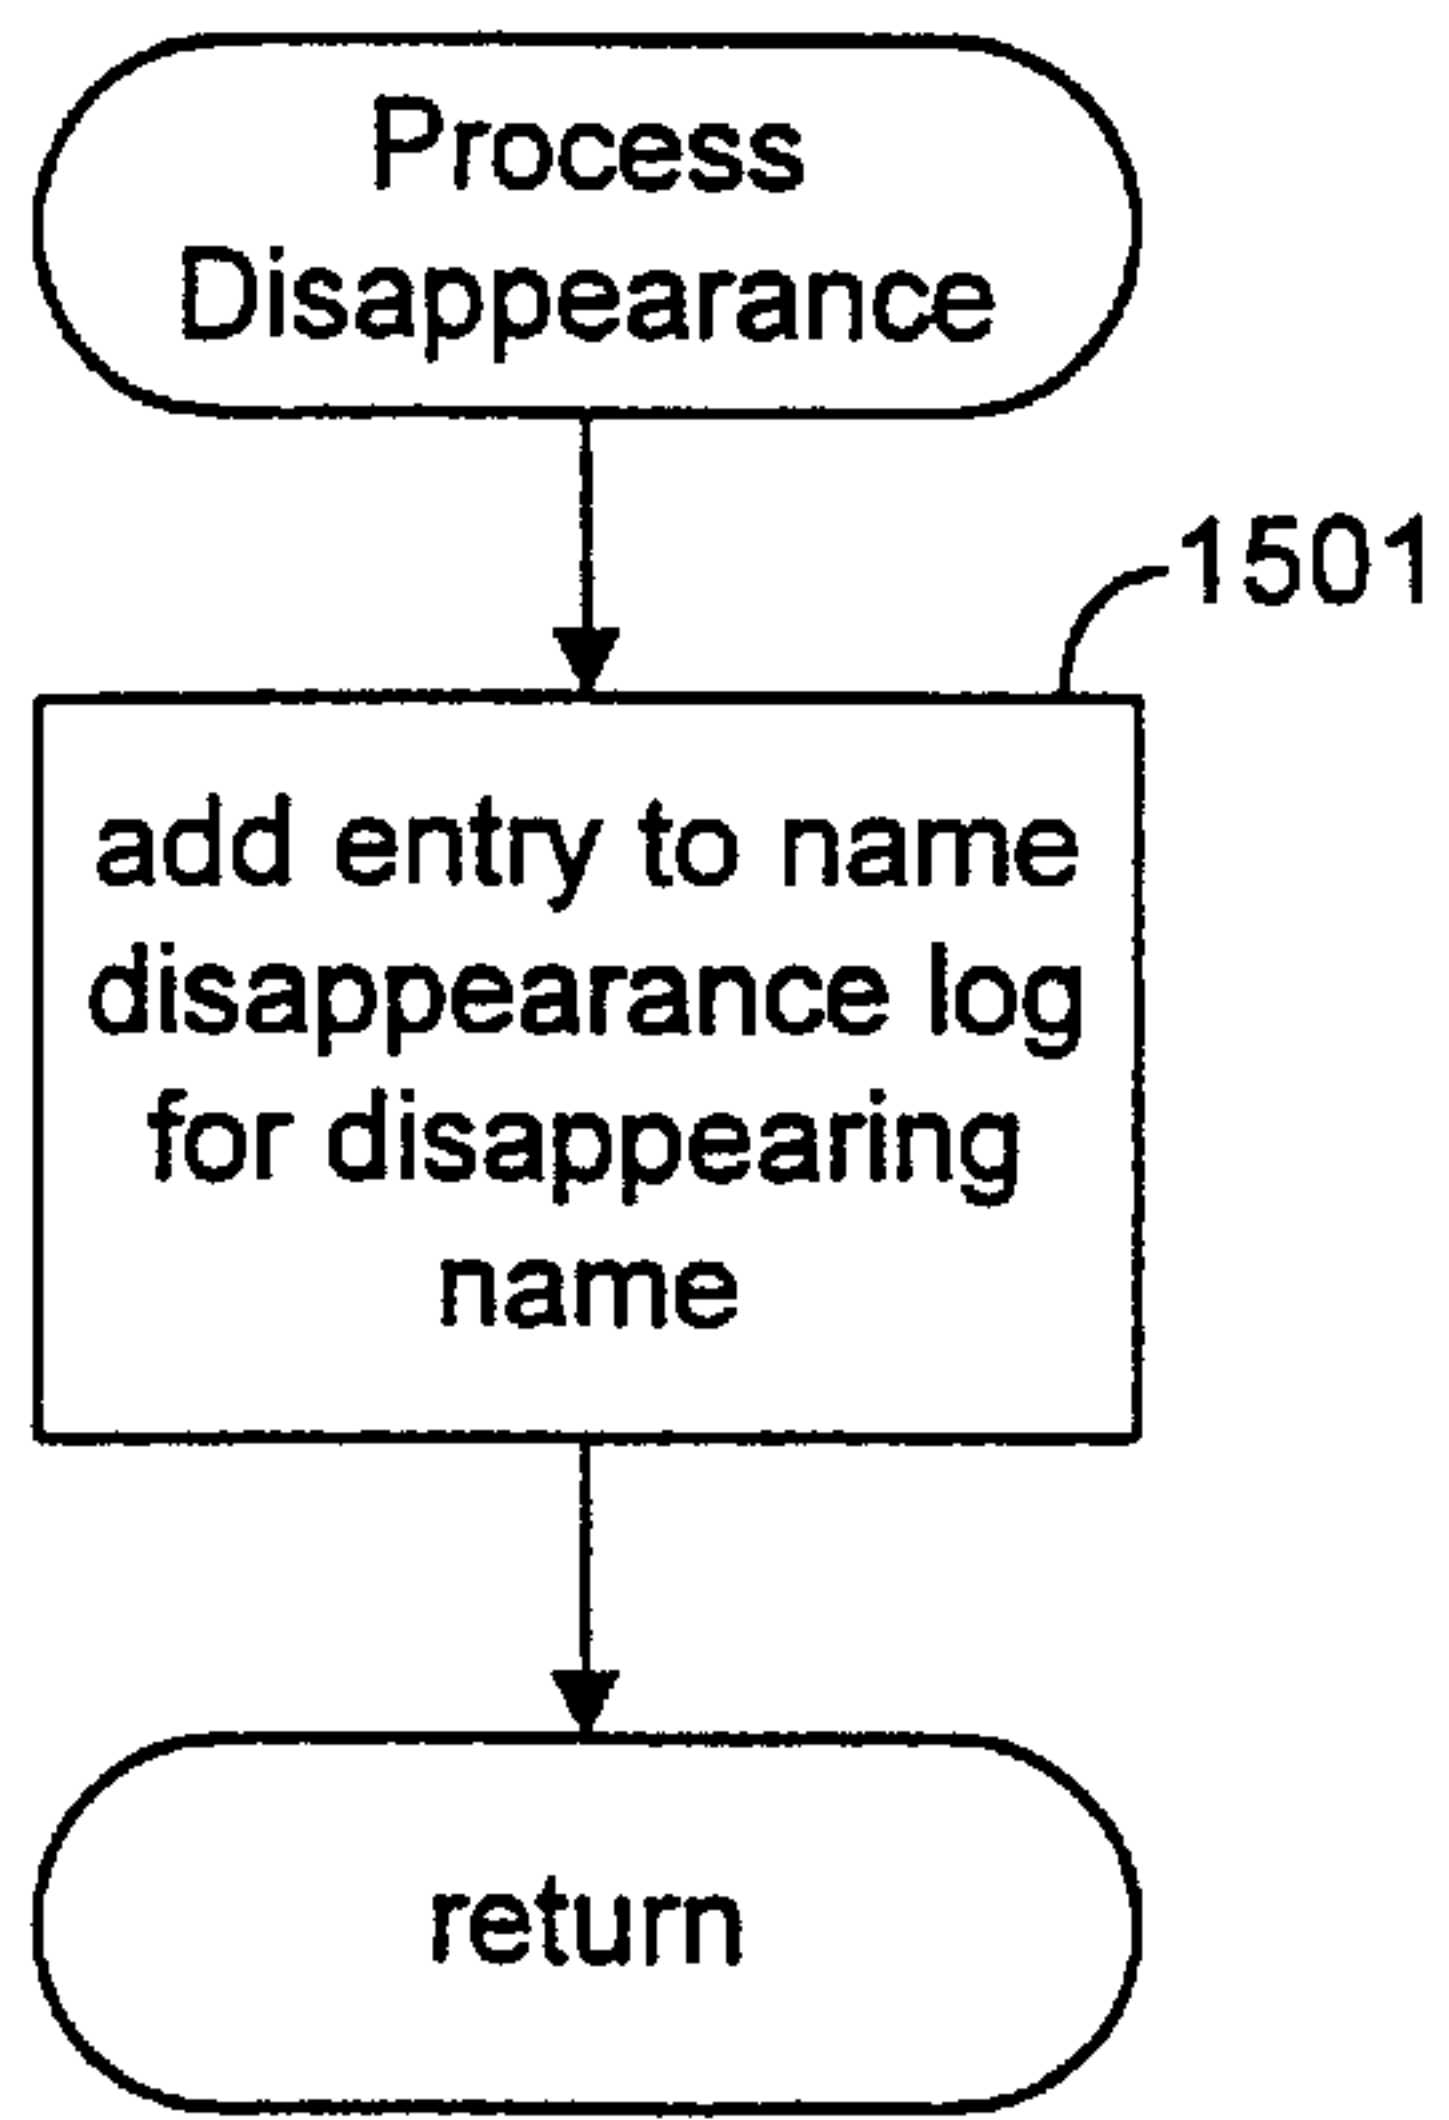 Process
Disappearance
1501
add entry to name
disappearance log
for disappearing
name
return